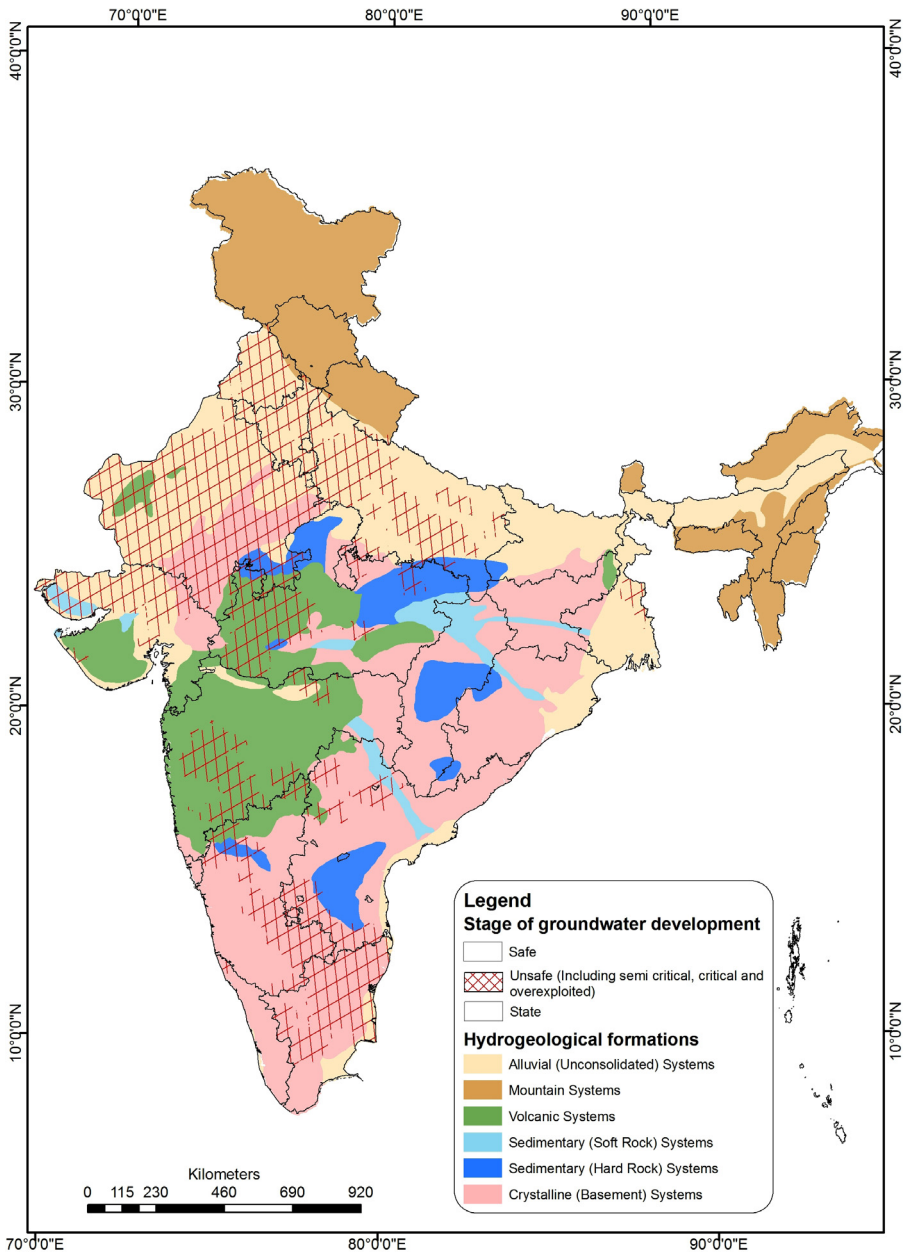 70°0'0"E 80°0'0"E 90°0'0"E
40°0'0"N 40°0'0"N
30°0'0"N 30°0'0"N
20°0'0"N 20°0'0"N
10°0'0"N 10°0'0"N
Legend
Stage of groundwater development
Safe
Unsafe (Including semi critical, critical and
overexploited)
State
Hydrogeological formations
Alluvial (Unconsolidated) Systems
Mountain Systems
Volcanic Systems
Sedimentary (Soft Rock) Systems
Sedimentary (Hard Rock) Systems
Crystalline (Basement) Systems
Kilometers
0 115 230 460 690 920
70°0'0"E 80°0'0"E 90°0'0"E